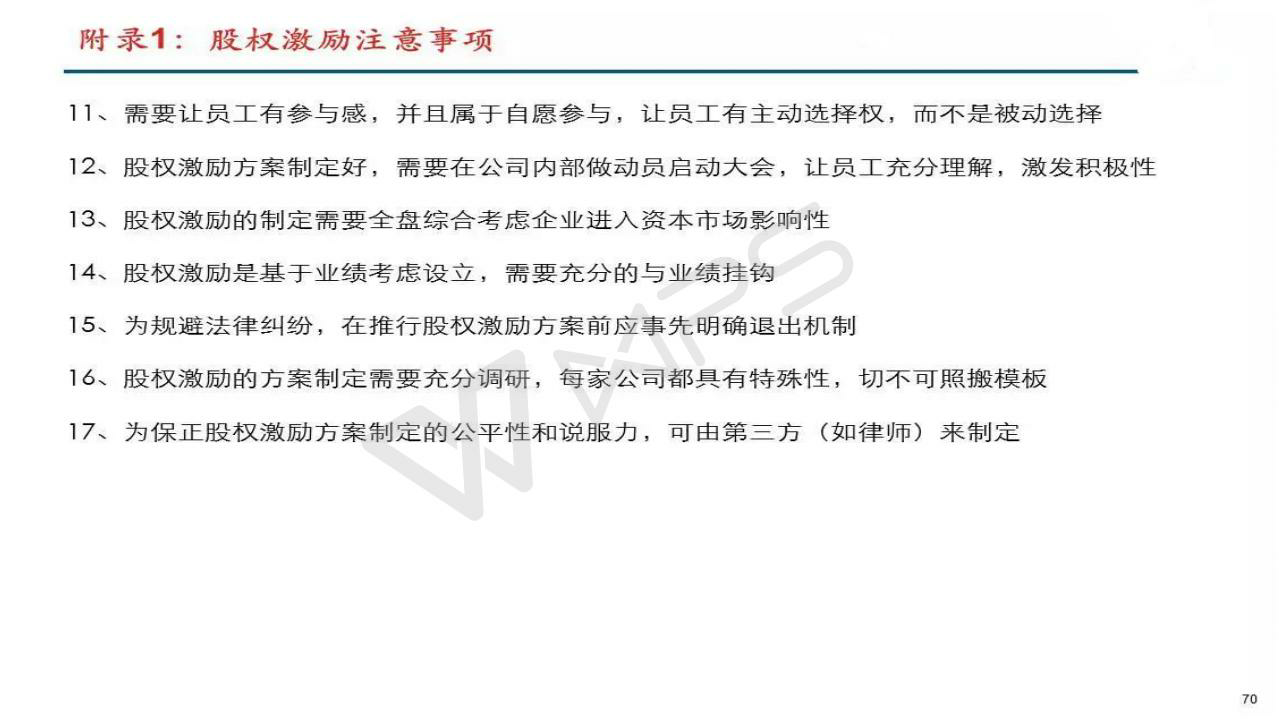 附录1：股权激励注意事项
11、需要让员工有参与感，并且属于自愿参与，让员工有主动选择权，而不是被动选择
12、股权激励方案制定好，需要在公司内部做动员启动大会，让员工充分理解，激发积极性
13、股权激励的制定需要全盘综合考虑企业进入资本市场影响性
14、股权激励是基于业绩考虑设立，需要充分的与业绩挂钩
15、为规避法律纠纷，在推行股权激励方案前应事先明确退出机制
16、股权激励的方案制定需要充分调研，每家公司都具有特殊性，切不可照搬模板
17、为保正股权激励方案制定的公平性和说服力，可由第三方（如律师）来制定
WPS
70